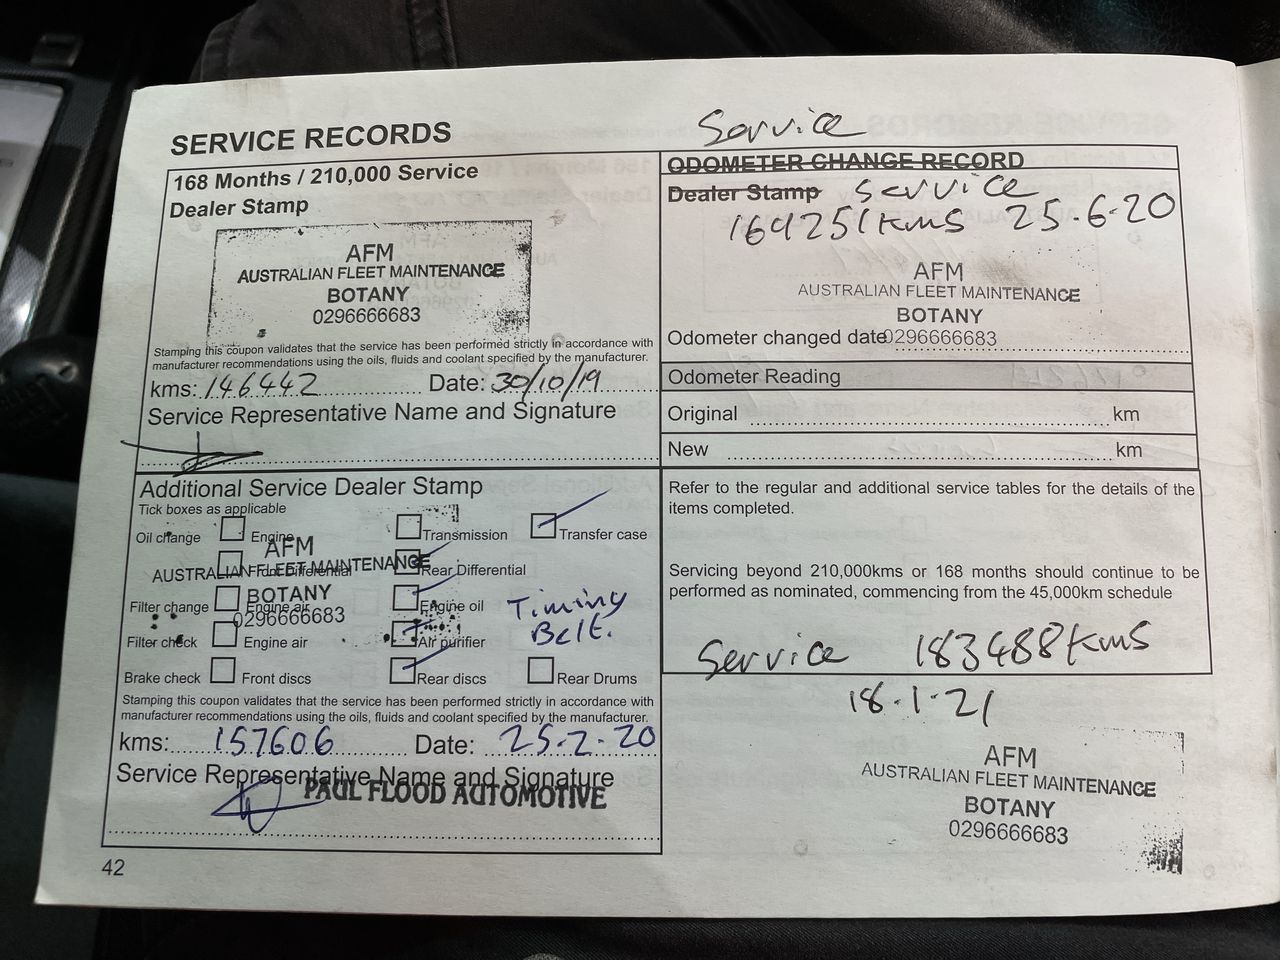 SERVICE RECORDS
168 Months / 210,000 Service
Dealer Stamp
AFM
AUSTRALIAN FLEET MAINTENANCE
BOTANY
0296666683
Stamping this coupon validates that the service has been performed strictly in accordance with
manufacturer recommendations using the oils, fluids and coolant specified by the manufacturer.
kms: 146442 Date: 30/10/19
Service Representative Name and Signature
Additional Service Dealer Stamp
Tick boxes as applicable
Oil change Engine Transmission Transfer case
AFM
Front Differential Rear Differential
AUSTRALIAN FLEET MAINTENANCE
BOTANY
Filter change Engine air Engine oil
0296666683
Timing
Belt.
Filter check Engine air Air purifier
Brake check Front discs Rear discs Rear Drums
Stamping this coupon validates that the service has been performed strictly in accordance with
manufacturer recommendations using the oils, fluids and coolant specified by the manufacturer.
kms: 157606 Date: 25-2-20
Service Representative Name and Signature
PAUL FLOOD AUTOMOTIVE
42
Service
ODOMETER CHANGE RECORD
Dealer Stamp Service
169251kms 25-6-20
AFM
AUSTRALIAN FLEET MAINTENANCE
BOTANY
Odometer changed date 0296666683
Odometer Reading
Original km
New km
Refer to the regular and additional service tables for the details of the
items completed.
Servicing beyond 210,000kms or 168 months should continue to be
performed as nominated, commencing from the 45,000km schedule
Service 183488kms
18-1-21
AFM
AUSTRALIAN FLEET MAINTENANCE
BOTANY
0296666683